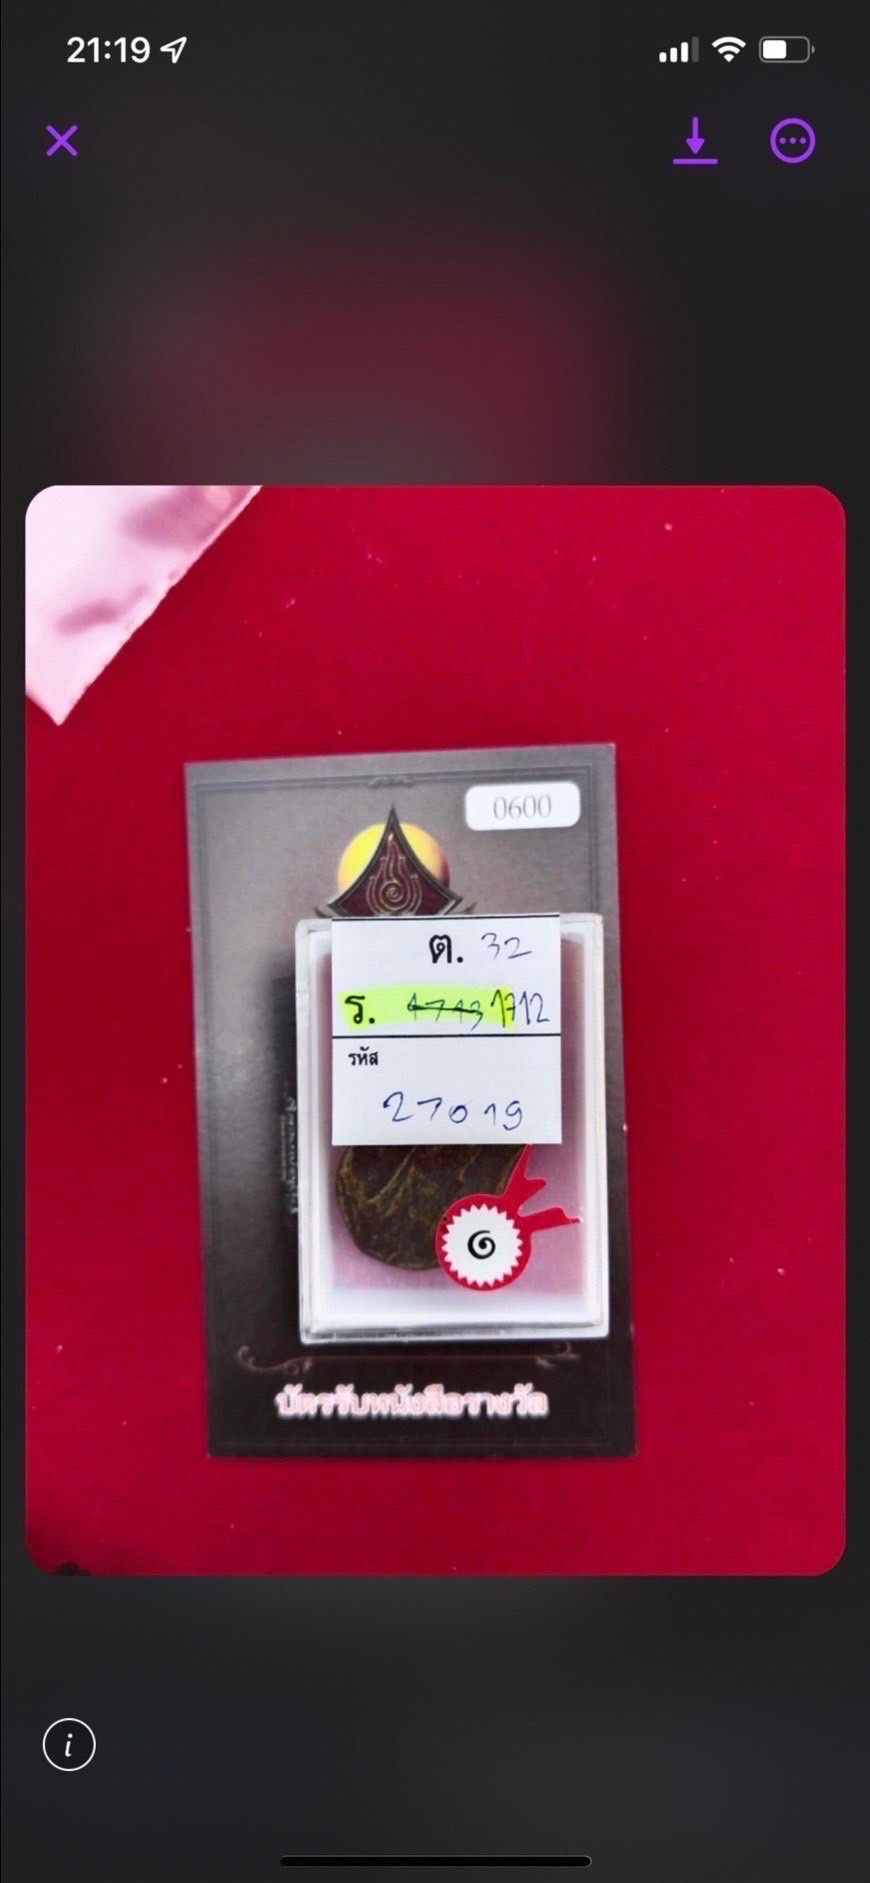 21:19
0600
ต. 32
ร. 4743 1712
รหัส
27019
๑
บัตรรับหนังสือรางวัล